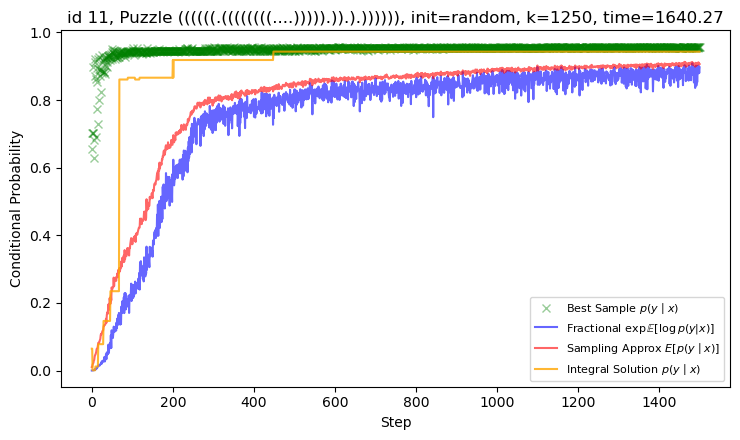 id 11, Puzzle ((((((.((((((((....))))).)).).)))))), init=random, k=1250, time=1640.27
1.0
0.8
0.6
0.4
0.2
0.0
Conditional Probability
Best Sample p(y | x)
Fractional exp𝔼[log p(y|x)]
Sampling Approx E[p(y | x)]
Integral Solution p(y | x)
0 200 400 600 800 1000 1200 1400
Step